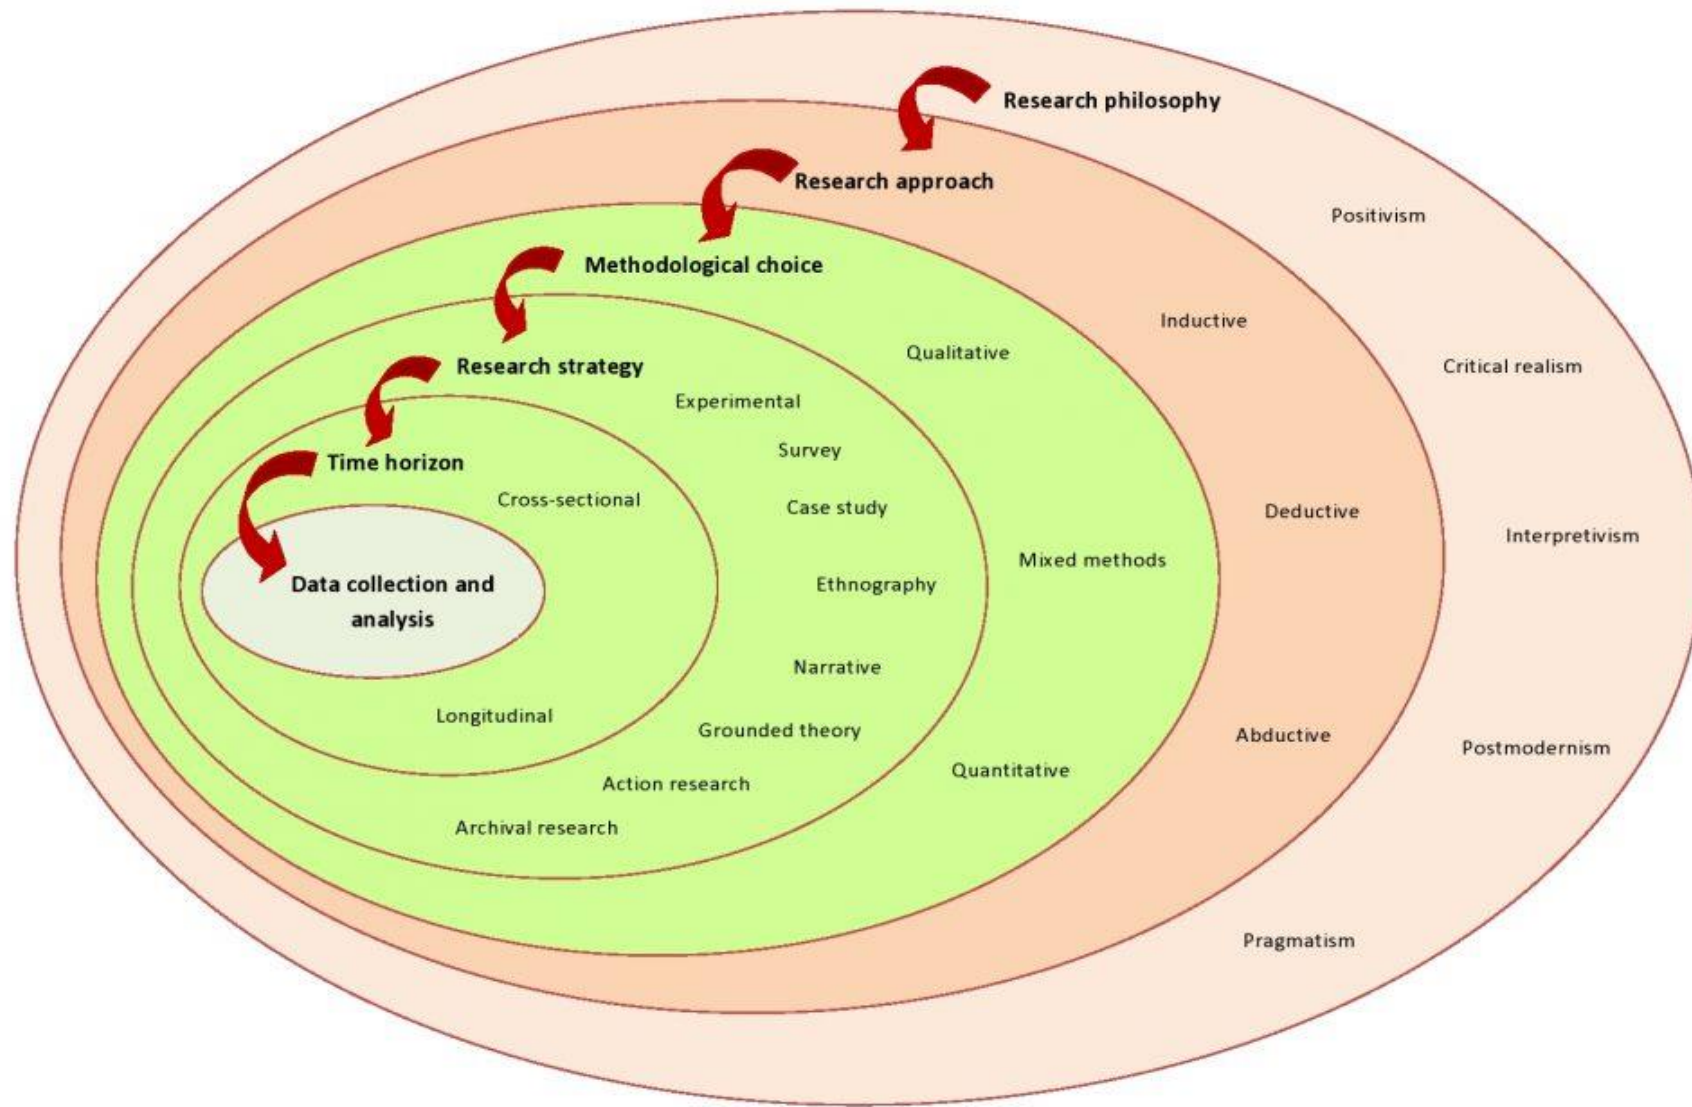 Research philosophy
Research approach
Positivism
Methodological choice
Inductive
Qualitative
Critical realism
Research strategy
Experimental
Survey
Time horizon
Cross-sectional
Case study
Deductive
Interpretivism
Mixed methods
Data collection and
analysis
Ethnography
Narrative
Longitudinal
Grounded theory
Abductive
Postmodernism
Quantitative
Action research
Archival research
Pragmatism